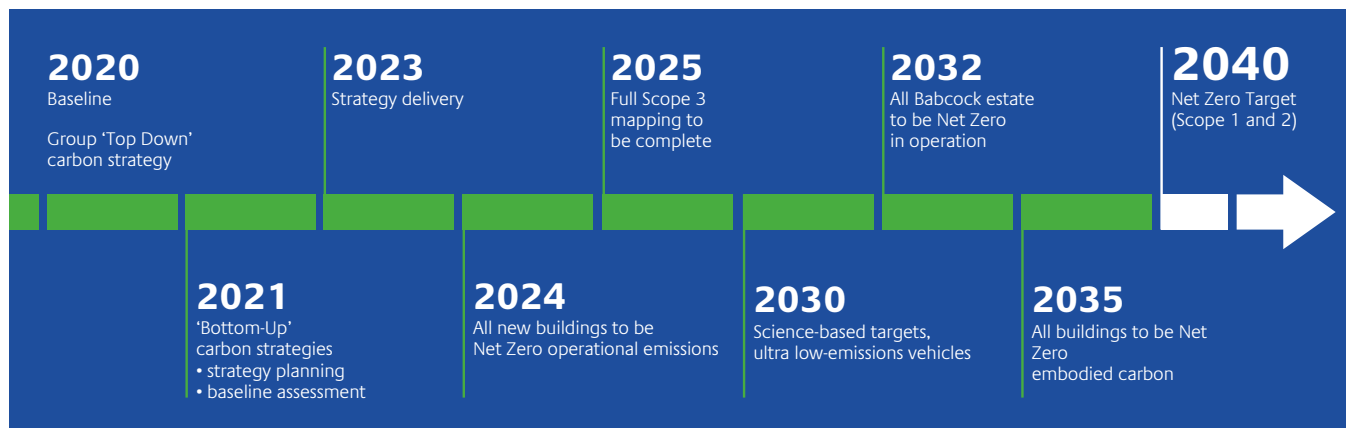 2020
Baseline
Group ‘Top Down’
carbon strategy
2021
‘Bottom-Up’
carbon strategies
• strategy planning
• baseline assessment
2023
Strategy delivery
2024
All new buildings to be
Net Zero operational emissions
2025
Full Scope 3
mapping to
be complete
2030
Science-based targets,
ultra low-emissions vehicles
2032
All Babcock estate
to be Net Zero
in operation
2035
All buildings to be Net
Zero
embodied carbon
2040
Net Zero Target
(Scope 1 and 2)